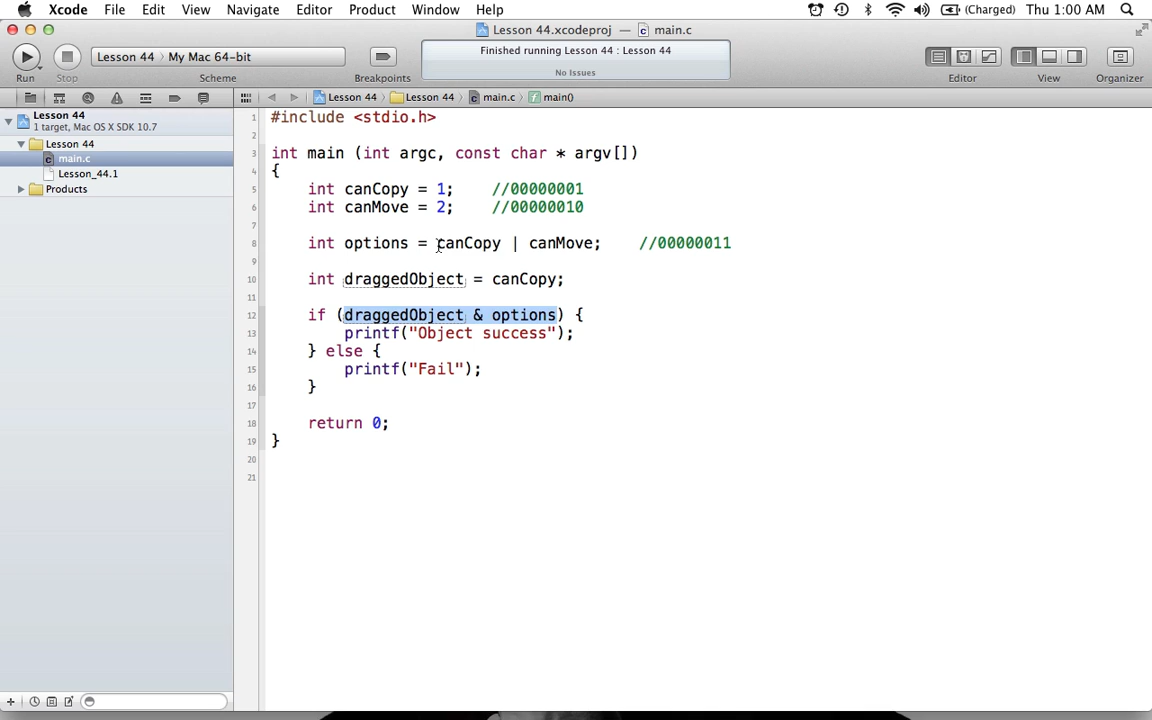 Xcode File Edit View Navigate Editor Product Window Help (Charged) Thu 1:00 AM
Lesson 44.xcodeproj — main.c
Lesson 44 〉 My Mac 64-bit
Finished running Lesson 44 : Lesson 44
No Issues
Run Stop Scheme Breakpoints Editor View Organizer
Lesson 44 〉 Lesson 44 〉 main.c 〉 main()
Lesson 44
1 target, Mac OS X SDK 10.7
Lesson 44
main.c
Lesson_44.1
Products
1 #include <stdio.h>
2
3 int main (int argc, const char * argv[])
4 {
5 int canCopy = 1; //00000001
6 int canMove = 2; //00000010
7
8 int options = canCopy | canMove; //00000011
9
10 int draggedObject = canCopy;
11
12 if (draggedObject & options) {
13 printf("Object success");
14 } else {
15 printf("Fail");
16 }
17
18 return 0;
19 }
20
21